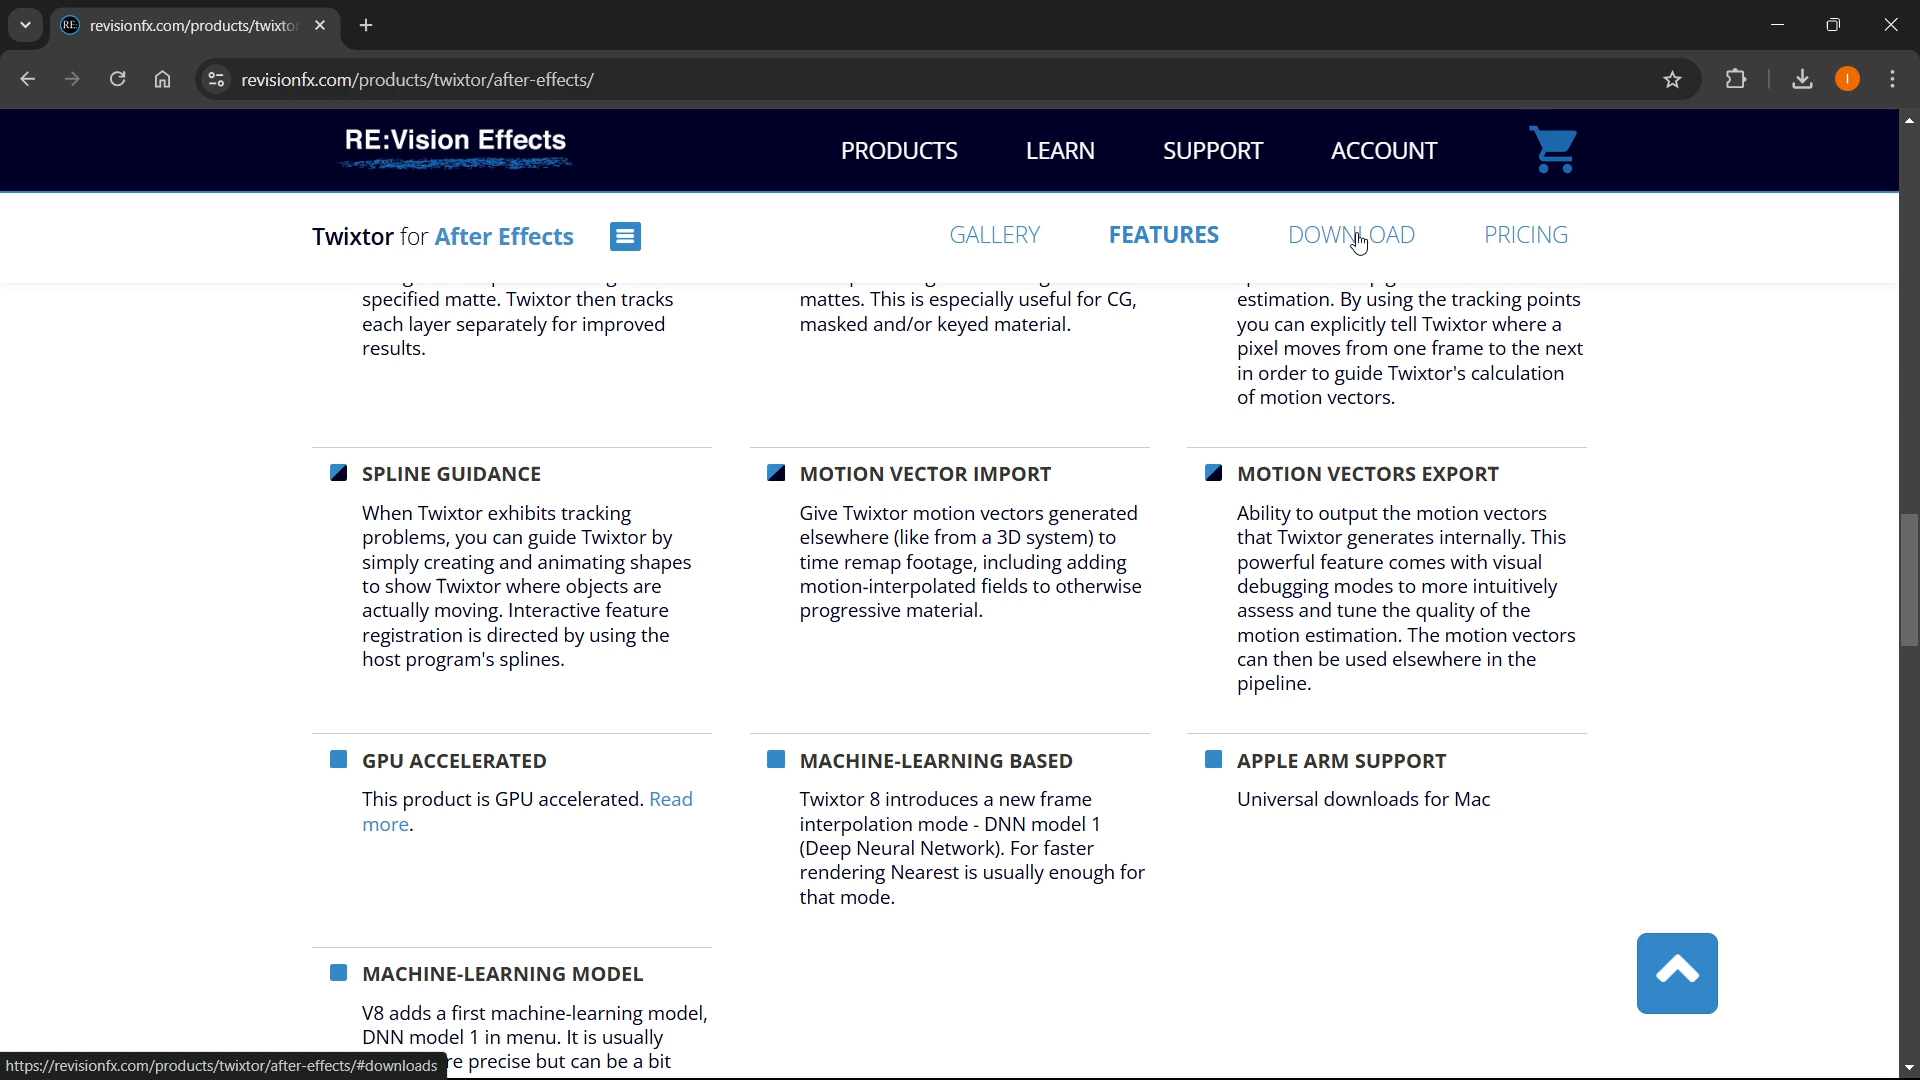 revisionfx.com/products/twixto
revisionfx.com/products/twixtor/after-effects/
RE:Vision Effects
PRODUCTS
LEARN
SUPPORT
ACCOUNT
Twixtor for After Effects
GALLERY
FEATURES
DOWNLOAD
PRICING
specified matte. Twixtor then tracks
each layer separately for improved
results.
mattes. This is especially useful for CG,
masked and/or keyed material.
estimation. By using the tracking points
you can explicitly tell Twixtor where a
pixel moves from one frame to the next
in order to guide Twixtor's calculation
of motion vectors.
SPLINE GUIDANCE
When Twixtor exhibits tracking
problems, you can guide Twixtor by
simply creating and animating shapes
to show Twixtor where objects are
actually moving. Interactive feature
registration is directed by using the
host program's splines.
MOTION VECTOR IMPORT
Give Twixtor motion vectors generated
elsewhere (like from a 3D system) to
time remap footage, including adding
motion-interpolated fields to otherwise
progressive material.
MOTION VECTORS EXPORT
Ability to output the motion vectors
that Twixtor generates internally. This
powerful feature comes with visual
debugging modes to more intuitively
assess and tune the quality of the
motion estimation. The motion vectors
can then be used elsewhere in the
pipeline.
GPU ACCELERATED
This product is GPU accelerated. Read
more.
MACHINE-LEARNING BASED
Twixtor 8 introduces a new frame
interpolation mode - DNN model 1
(Deep Neural Network). For faster
rendering Nearest is usually enough for
that mode.
APPLE ARM SUPPORT
Universal downloads for Mac
MACHINE-LEARNING MODEL
V8 adds a first machine-learning model,
DNN model 1 in menu. It is usually
re precise but can be a bit
https://revisionfx.com/products/twixtor/after-effects/#downloads